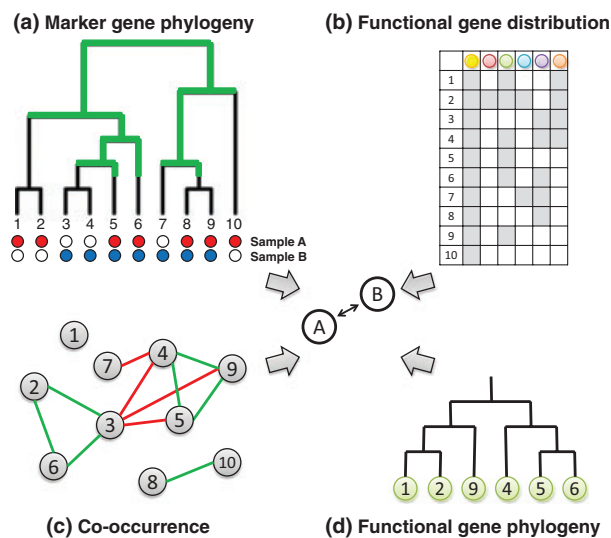 (a) Marker gene phylogeny
(b) Functional gene distribution
1 2 3 4 5 6 7 8 9 10
Sample A
Sample B
1
2
3
4
5
6
7
8
9
10
A
B
1
7
4
9
2
3
5
6
8
10
1 2 9 4 5 6
(c) Co-occurrence
(d) Functional gene phylogeny